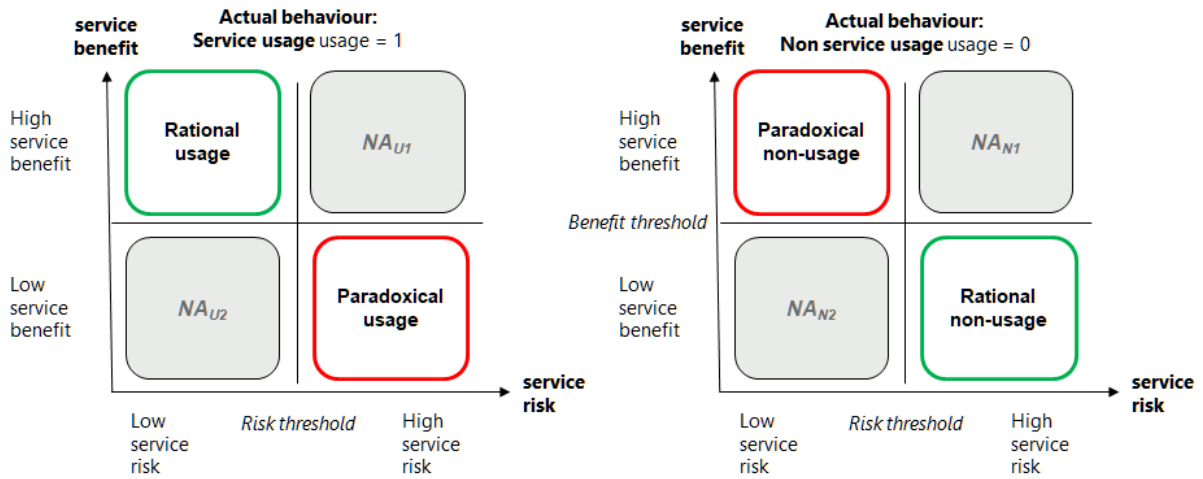 Actual behaviour:
Service usage usage = 1
service
benefit
High
service
benefit
Rational
usage
NAU1
Low
service
benefit
NAU2
Paradoxical
usage
service
risk
Low
service
risk
Risk threshold
High
service
risk
Actual behaviour:
Non service usage usage = 0
service
benefit
High
service
benefit
Paradoxical
non-usage
NAN1
Benefit threshold
Low
service
benefit
NAN2
Rational
non-usage
service
risk
Low
service
risk
Risk threshold
High
service
risk